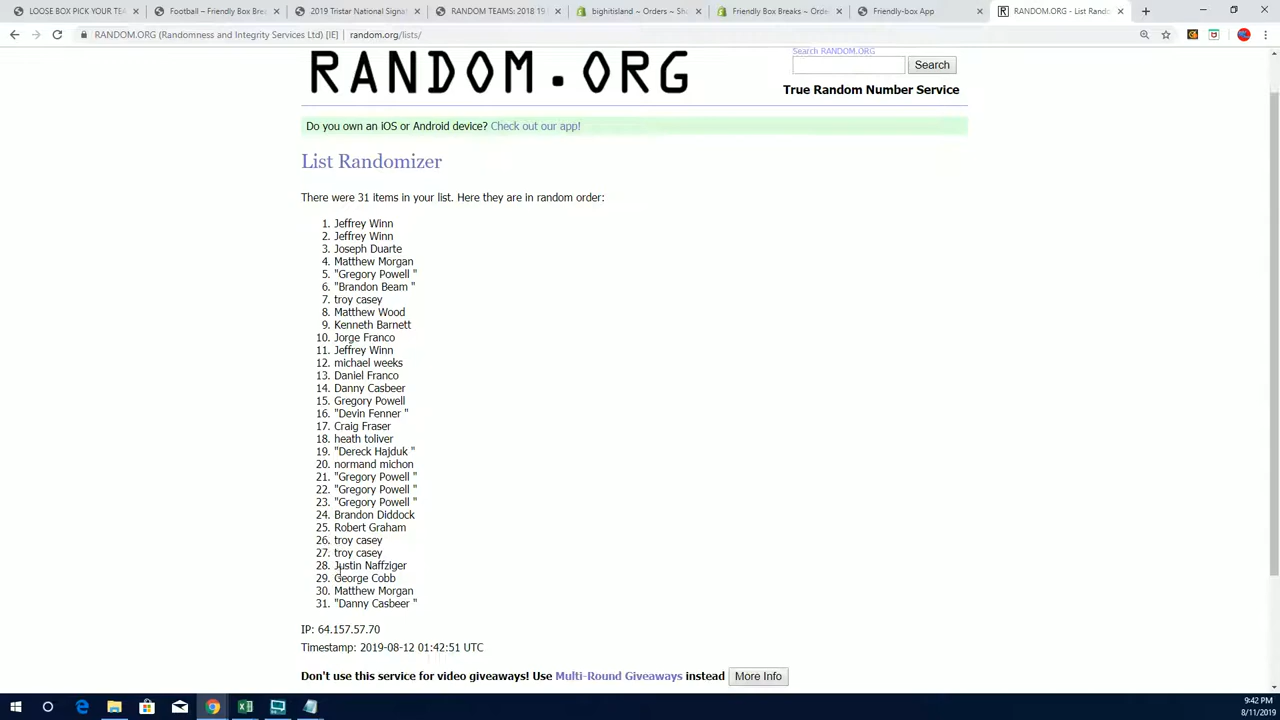 LOOSE BOX PICK YOUR TE
Football – Friendly Box Bre
2019 Tristar National Signat
RANDOM TEAMS: 2018 19
bightitisland ~ Orders ~ Sh
Friendly Box Breaks ~ Orde
Friendly-box App
RANDOM.ORG - List Rando
RANDOM.ORG (Randomness and Integrity Services Ltd) [IE] | random.org/lists/
RANDOM.ORG
Search RANDOM.ORG
Search
True Random Number Service
Do you own an iOS or Android device? Check out our app!
List Randomizer
There were 31 items in your list. Here they are in random order:
1. Jeffrey Winn
2. Jeffrey Winn
3. Joseph Duarte
4. Matthew Morgan
5. "Gregory Powell "
6. "Brandon Beam "
7. troy casey
8. Matthew Wood
9. Kenneth Barnett
10. Jorge Franco
11. Jeffrey Winn
12. michael weeks
13. Daniel Franco
14. Danny Casbeer
15. Gregory Powell
16. "Devin Fenner "
17. Craig Fraser
18. heath toliver
19. "Dereck Hajduk "
20. normand michon
21. "Gregory Powell "
22. "Gregory Powell "
23. "Gregory Powell "
24. Brandon Diddock
25. Robert Graham
26. troy casey
27. troy casey
28. Justin Naffziger
29. George Cobb
30. Matthew Morgan
31. "Danny Casbeer "
IP: 64.157.57.70
Timestamp: 2019-08-12 01:42:51 UTC
Don't use this service for video giveaways! Use Multi-Round Giveaways instead
More Info
9:42 PM
8/11/2019